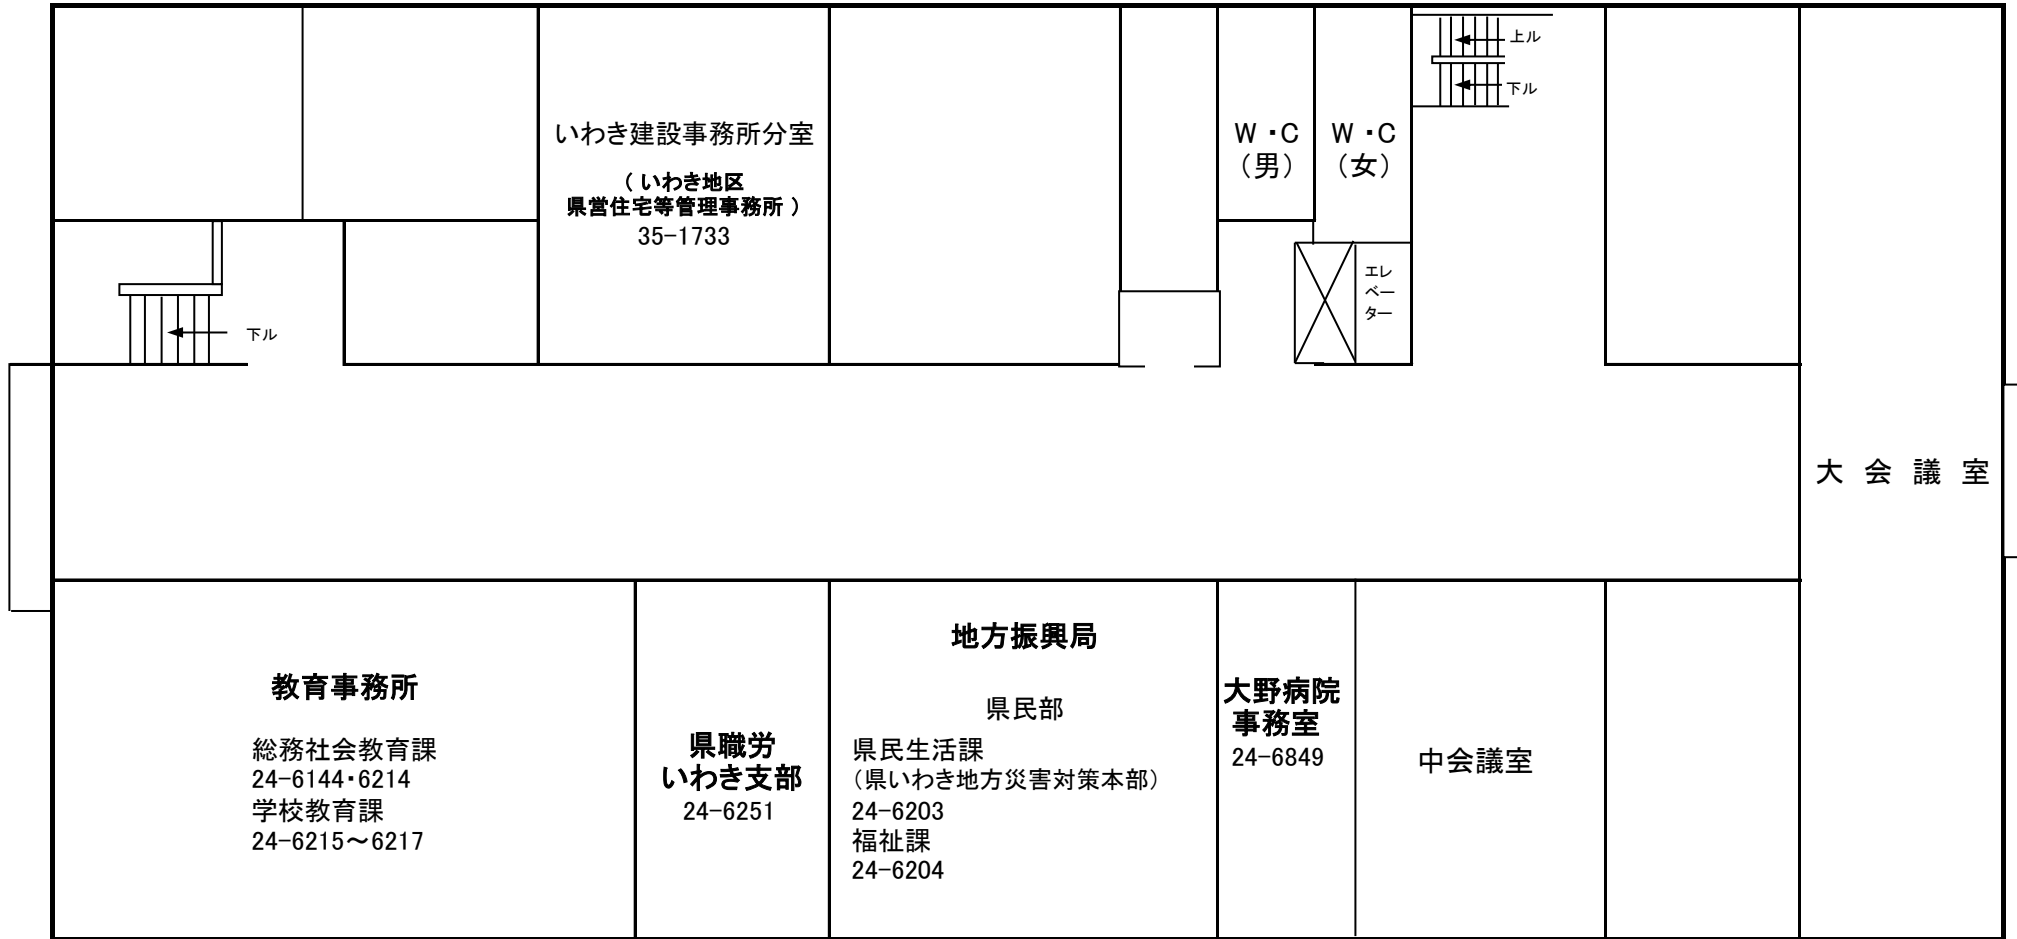 上ル
下ル
いわき建設事務所分室
（いわき地区
県営住宅等管理事務所）
35-1733
W・C
（男）
W・C
（女）
エレ
ベー
ター
下ル
大会議室
教育事務所
総務社会教育課
24-6144・6214
学校教育課
24-6215～6217
県職労
いわき支部
24-6251
地方振興局
県民部
県民生活課
（県いわき地方災害対策本部）
24-6203
福祉課
24-6204
大野病院
事務室
24-6849
中会議室